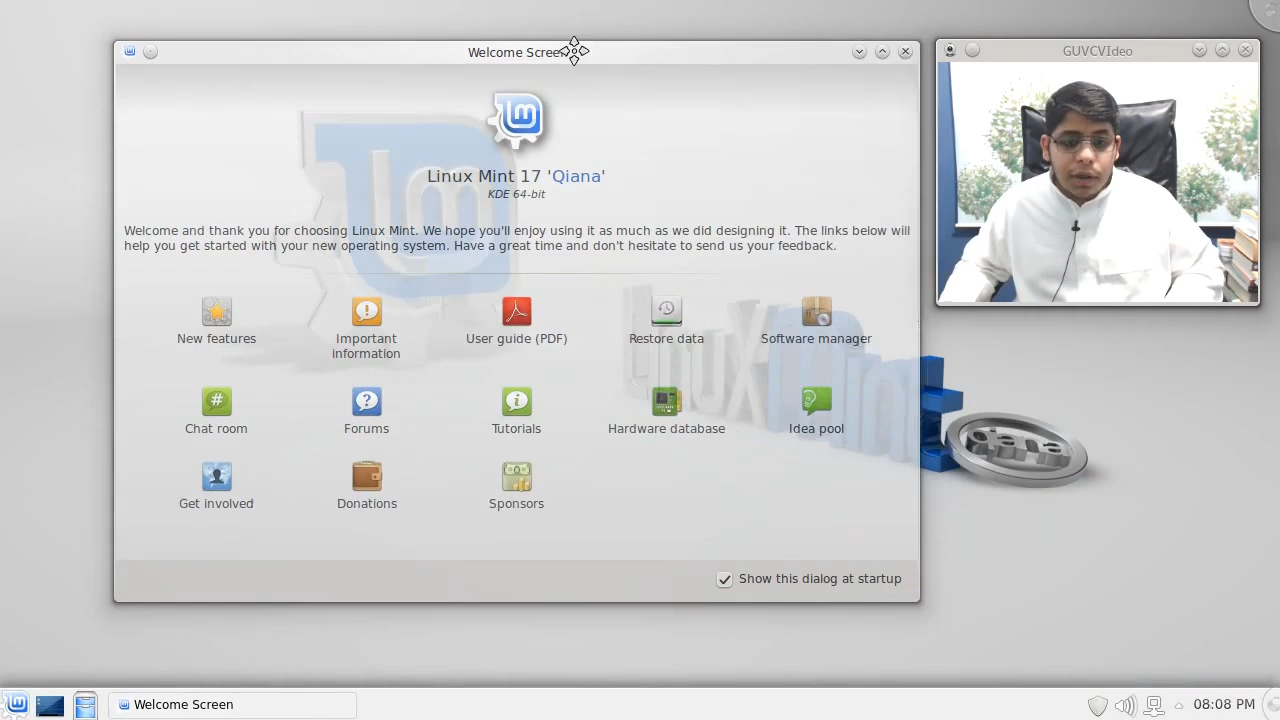 Welcome Screen
GUVCVIdeo
Linux Mint 17 'Qiana'
KDE 64-bit
Welcome and thank you for choosing Linux Mint. We hope you'll enjoy using it as much as we did designing it. The links below will
help you get started with your new operating system. Have a great time and don't hesitate to send us your feedback.
New features
Important
information
User guide (PDF)
Restore data
Software manager
Chat room
Forums
Tutorials
Hardware database
Idea pool
Get involved
Donations
Sponsors
Linux Mint
qiana
Show this dialog at startup
Welcome Screen
08:08 PM